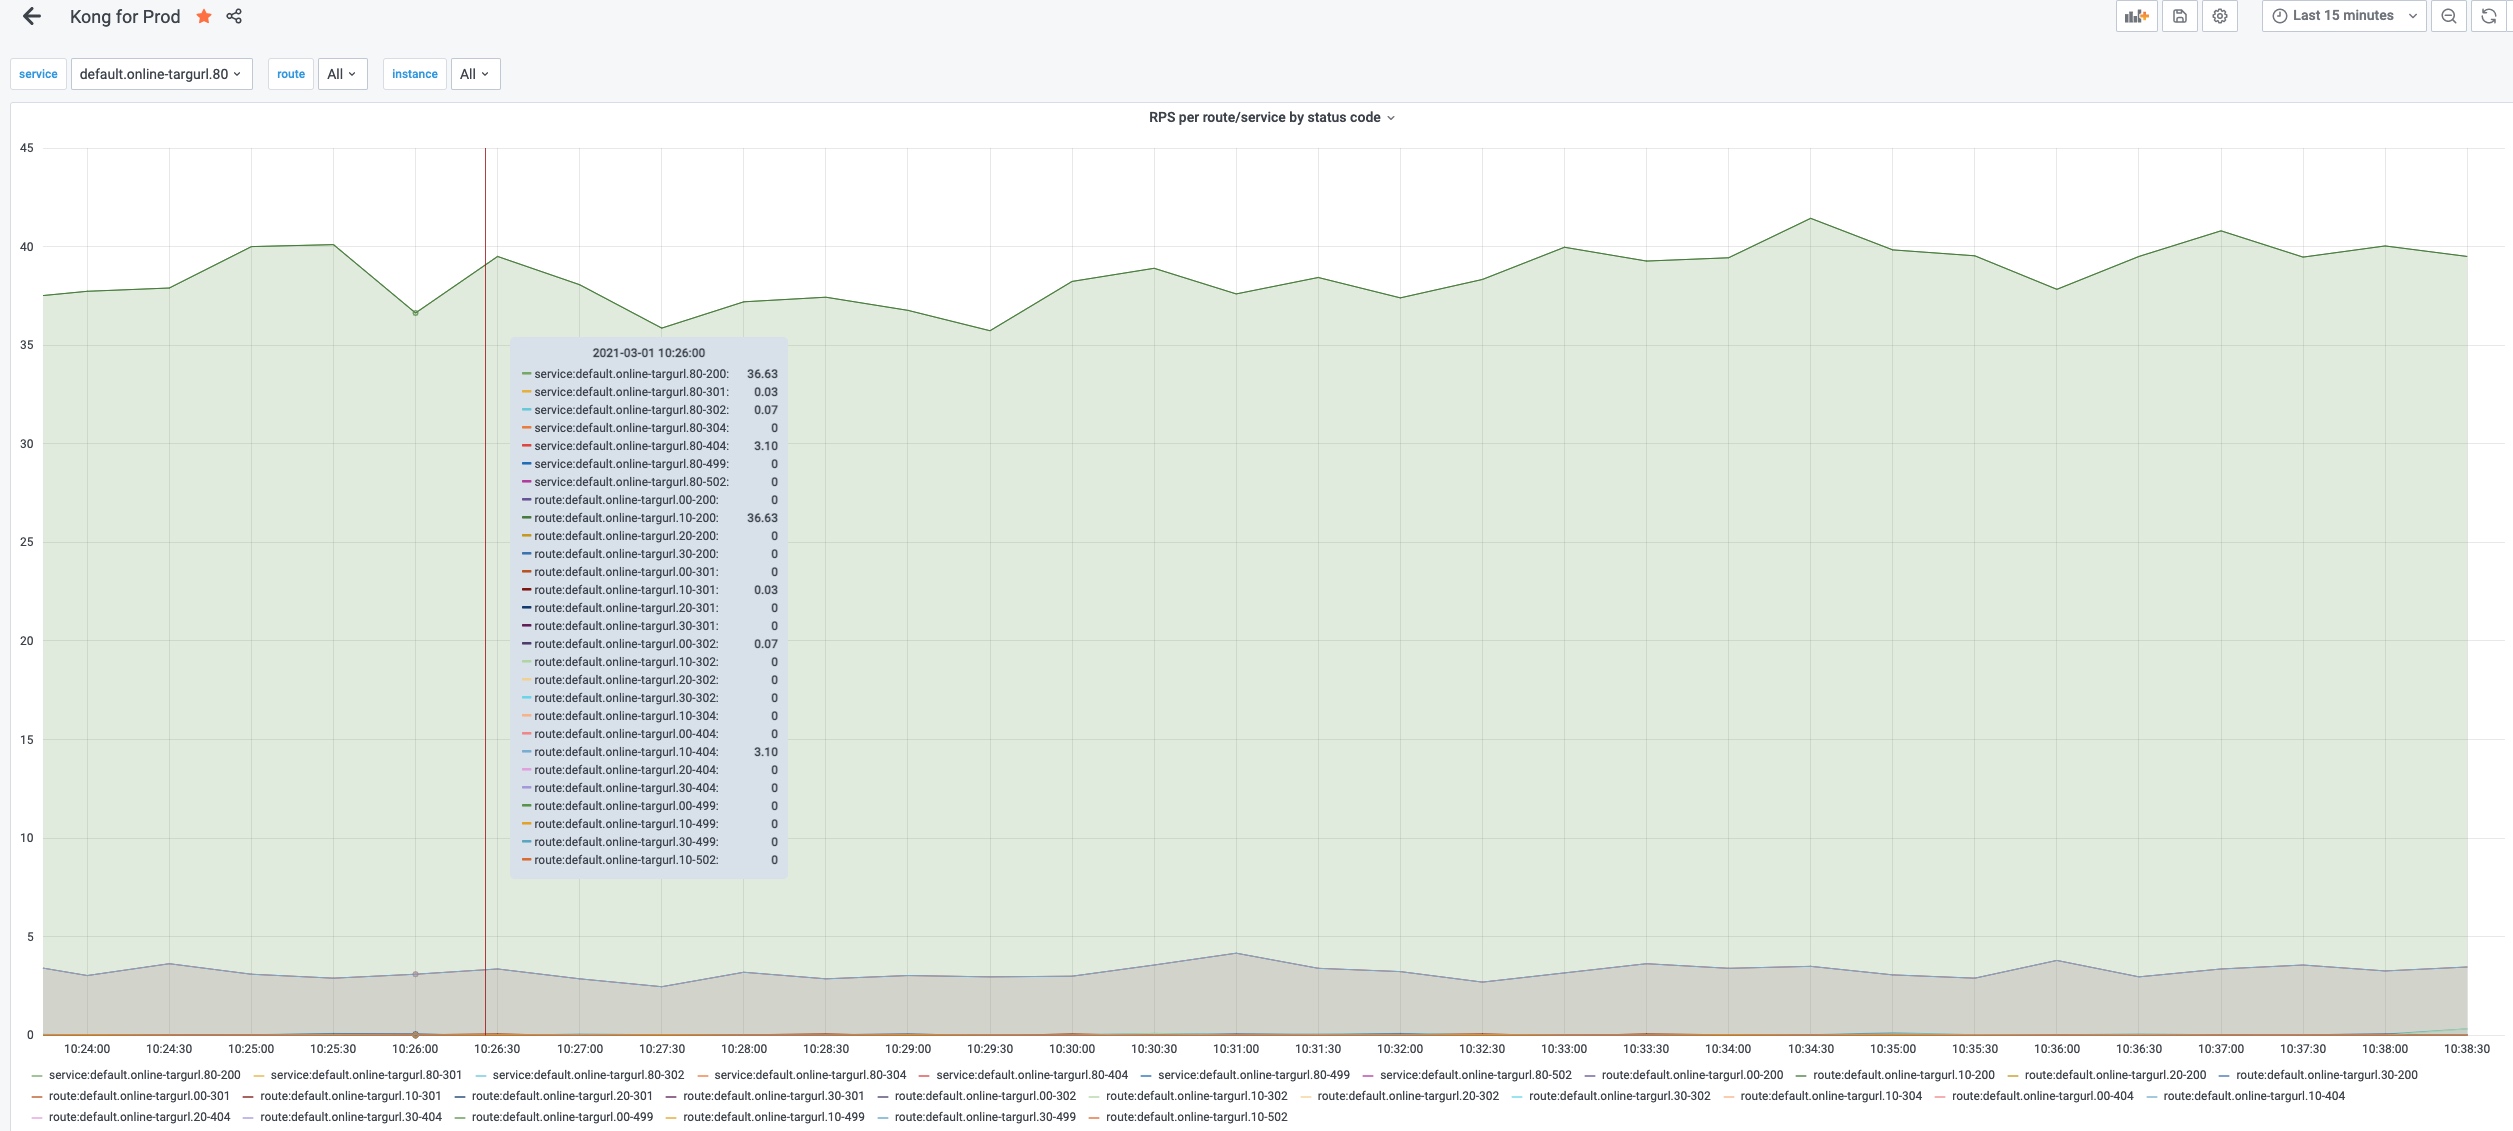 Kong for Prod
Last 15 minutes
service default.online-targurl.80 route All instance All
RPS per route/service by status code
45
40
35
30
25
20
15
10
5
0
2021-03-01 10:26:00
service:default.online-targurl.80-200: 36.63
service:default.online-targurl.80-301: 0.03
service:default.online-targurl.80-302: 0.07
service:default.online-targurl.80-304: 0
service:default.online-targurl.80-404: 3.10
service:default.online-targurl.80-499: 0
service:default.online-targurl.80-502: 0
route:default.online-targurl.00-200: 0
route:default.online-targurl.10-200: 36.63
route:default.online-targurl.20-200: 0
route:default.online-targurl.30-200: 0
route:default.online-targurl.00-301: 0
route:default.online-targurl.10-301: 0.03
route:default.online-targurl.20-301: 0
route:default.online-targurl.30-301: 0
route:default.online-targurl.00-302: 0.07
route:default.online-targurl.10-302: 0
route:default.online-targurl.20-302: 0
route:default.online-targurl.30-302: 0
route:default.online-targurl.10-304: 0
route:default.online-targurl.00-404: 0
route:default.online-targurl.10-404: 3.10
route:default.online-targurl.20-404: 0
route:default.online-targurl.30-404: 0
route:default.online-targurl.00-499: 0
route:default.online-targurl.10-499: 0
route:default.online-targurl.30-499: 0
route:default.online-targurl.10-502: 0
10:24:00 10:24:30 10:25:00 10:25:30 10:26:00 10:26:30 10:27:00 10:27:30 10:28:00 10:28:30 10:29:00 10:29:30 10:30:00 10:30:30 10:31:00 10:31:30 10:32:00 10:32:30 10:33:00 10:33:30 10:34:00 10:34:30 10:35:00 10:35:30 10:36:00 10:36:30 10:37:00 10:37:30 10:38:00 10:38:30
service:default.online-targurl.80-200 service:default.online-targurl.80-301 service:default.online-targurl.80-302 service:default.online-targurl.80-304 service:default.online-targurl.80-404 service:default.online-targurl.80-499 service:default.online-targurl.80-502 route:default.online-targurl.00-200 route:default.online-targurl.10-200 route:default.online-targurl.20-200 route:default.online-targurl.30-200
route:default.online-targurl.00-301 route:default.online-targurl.10-301 route:default.online-targurl.20-301 route:default.online-targurl.30-301 route:default.online-targurl.00-302 route:default.online-targurl.10-302 route:default.online-targurl.20-302 route:default.online-targurl.30-302 route:default.online-targurl.10-304 route:default.online-targurl.00-404 route:default.online-targurl.10-404
route:default.online-targurl.20-404 route:default.online-targurl.30-404 route:default.online-targurl.00-499 route:default.online-targurl.10-499 route:default.online-targurl.30-499 route:default.online-targurl.10-502